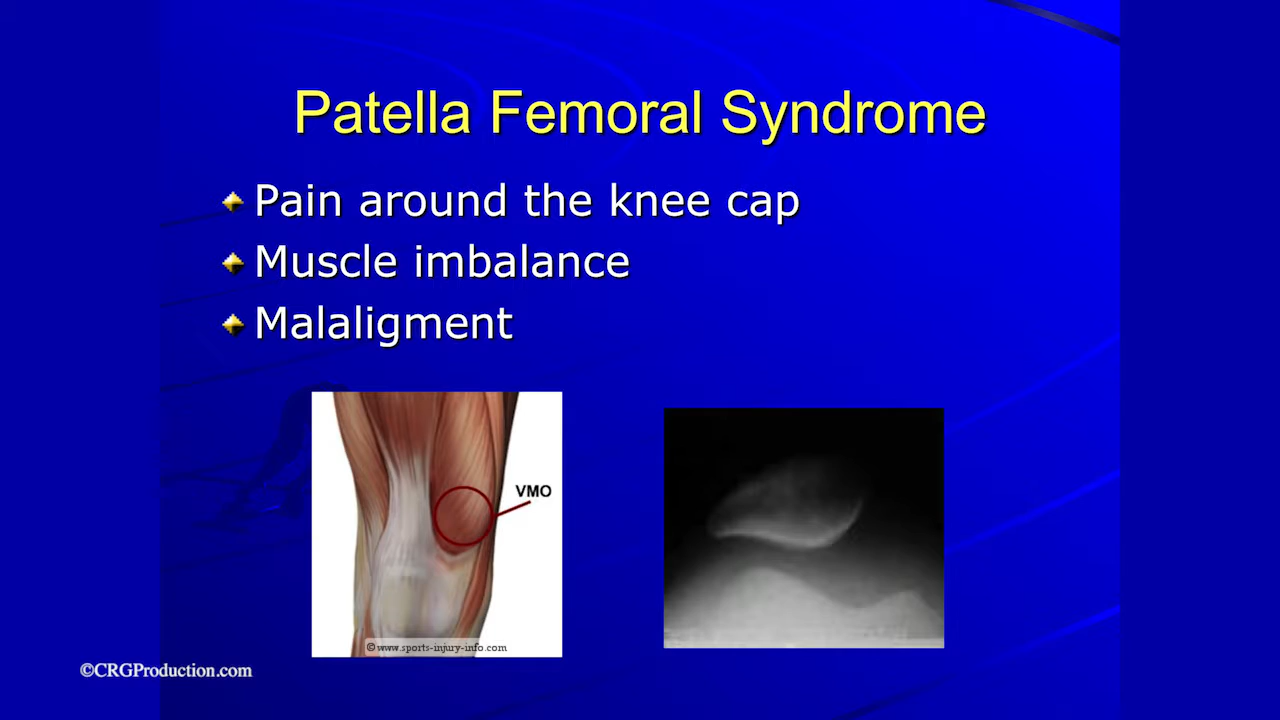 Patella Femoral Syndrome
Pain around the knee cap
Muscle imbalance
Malaligment
VMO
© www.sports-injury-info.com
©CRGProduction.com